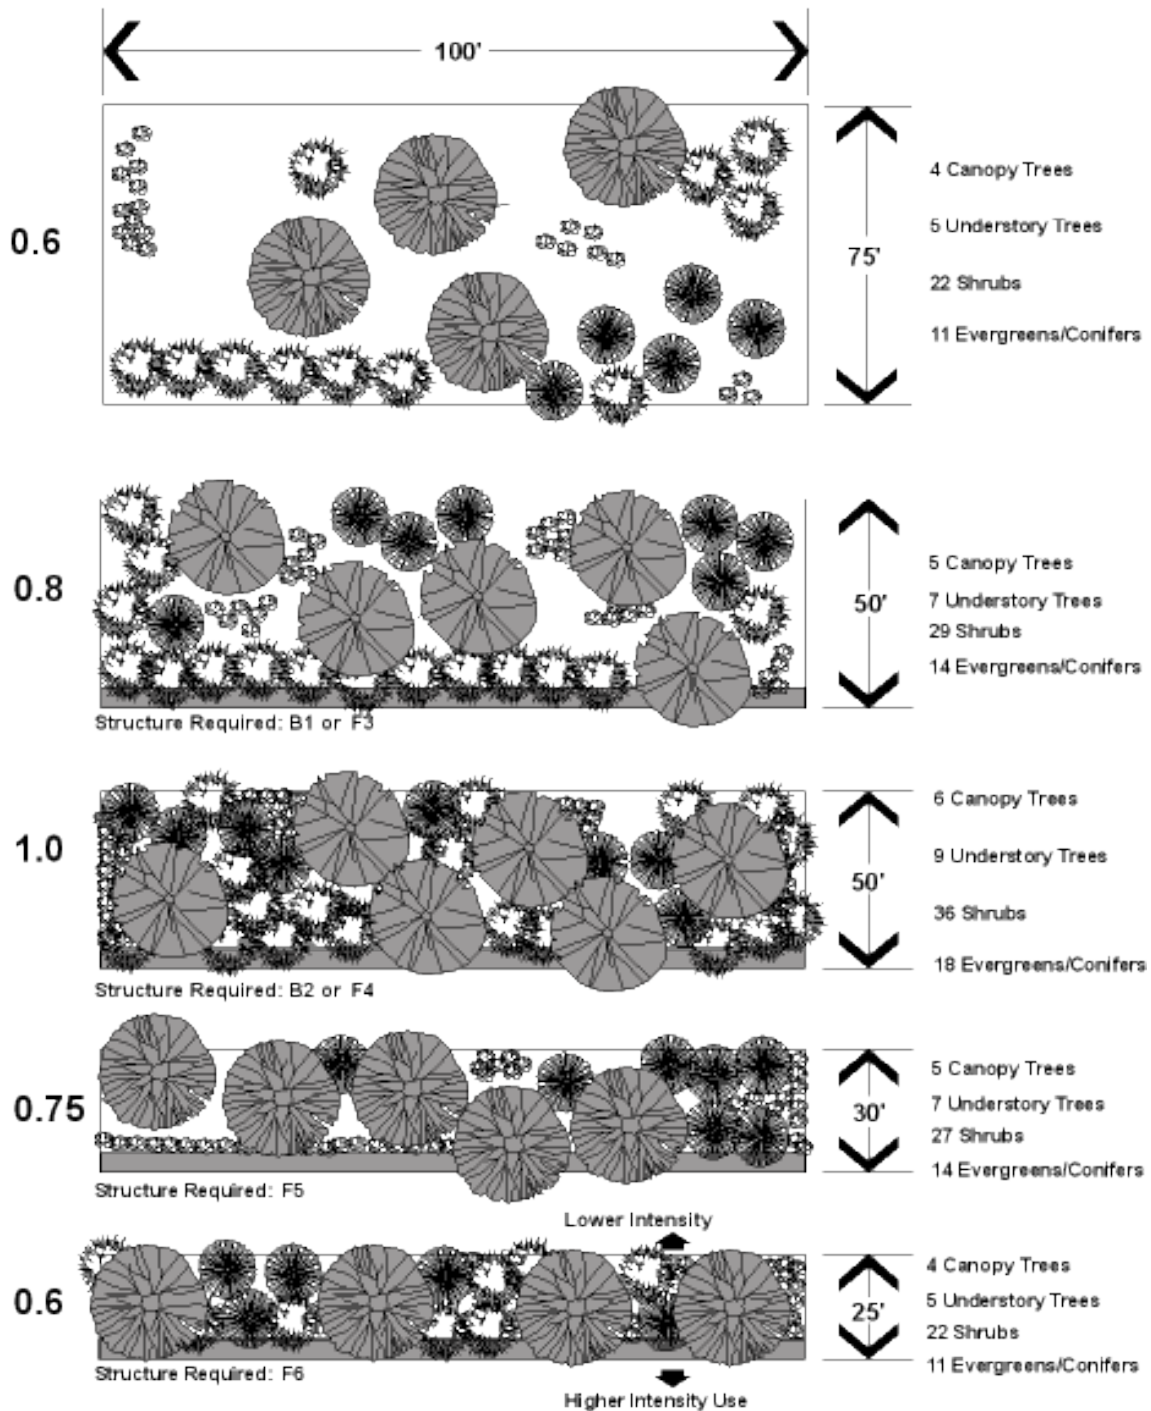 100'
0.6
75'
4 Canopy Trees
5 Understory Trees
22 Shrubs
11 Evergreens/Conifers
0.8
50'
5 Canopy Trees
7 Understory Trees
29 Shrubs
14 Evergreens/Conifers
Structure Required: B1 or F3
1.0
50'
6 Canopy Trees
9 Understory Trees
36 Shrubs
18 Evergreens/Conifers
Structure Required: B2 or F4
0.75
30'
5 Canopy Trees
7 Understory Trees
27 Shrubs
14 Evergreens/Conifers
Structure Required: F5
Lower Intensity
0.6
25'
4 Canopy Trees
5 Understory Trees
22 Shrubs
11 Evergreens/Conifers
Structure Required: F6
Higher Intensity Use